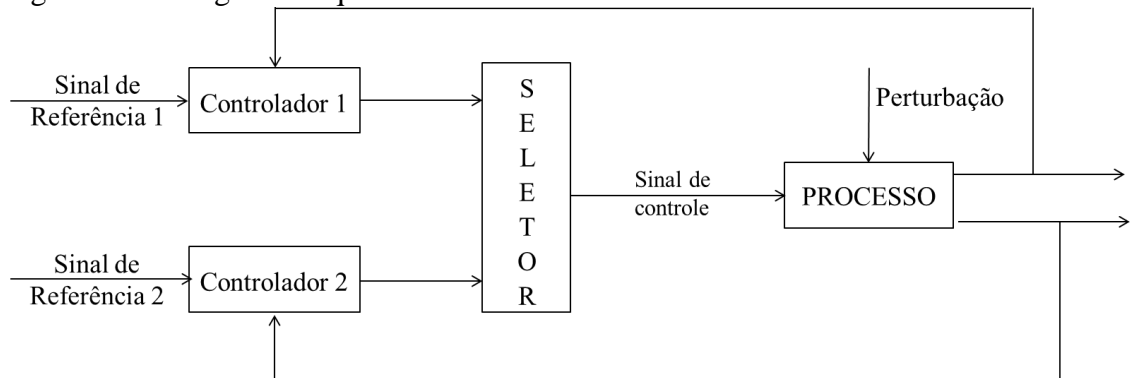 Sinal de
Referência 1
Controlador 1
S
E
L
E
T
O
R
Perturbação
Sinal de
controle
PROCESSO
Sinal de
Referência 2
Controlador 2